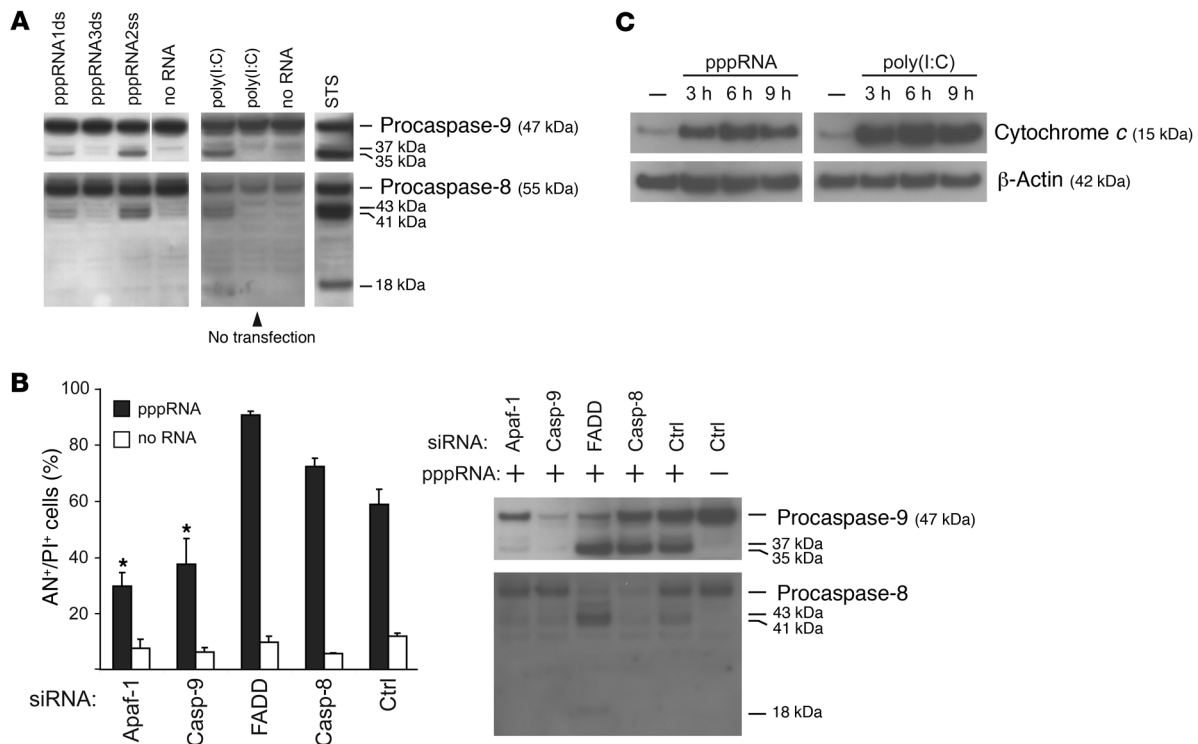 A
pppRNA1ds
pppRNA3ds
pppRNA2ss
no RNA
poly(I:C)
poly(I:C)
no RNA
STS
Procaspase-9 (47 kDa)
37 kDa
35 kDa
Procaspase-8 (55 kDa)
43 kDa
41 kDa
18 kDa
No transfection
C
pppRNA poly(I:C)
– 3 h 6 h 9 h – 3 h 6 h 9 h
Cytochrome c (15 kDa)
β-Actin (42 kDa)
B
AN+/PI+ cells (%)
100
80
60
40
20
pppRNA
no RNA
* *
siRNA: Apaf-1 Casp-9 FADD Casp-8 Ctrl
siRNA: Apaf-1 Casp-9 FADD Casp-8 Ctrl Ctrl
pppRNA: + + + + + –
Procaspase-9 (47 kDa)
37 kDa
35 kDa
Procaspase-8
43 kDa
41 kDa
18 kDa